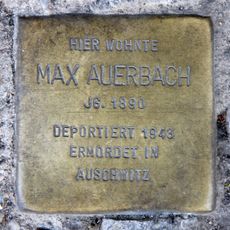 HIER WOHNTE
MAX AUERBACH
JG. 1890
DEPORTIERT 1943
ERMORDET IN
AUSCHWITZ